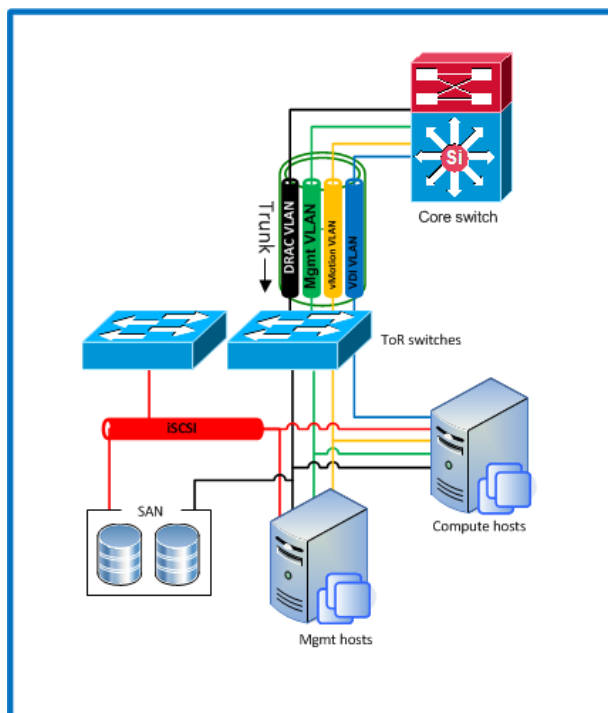 Si
Core switch
Trunk
DRAC VLAN
Mgmt VLAN
vMotion VLAN
VDI VLAN
ToR switches
iSCSi
SAN
Compute hosts
Mgmt hosts